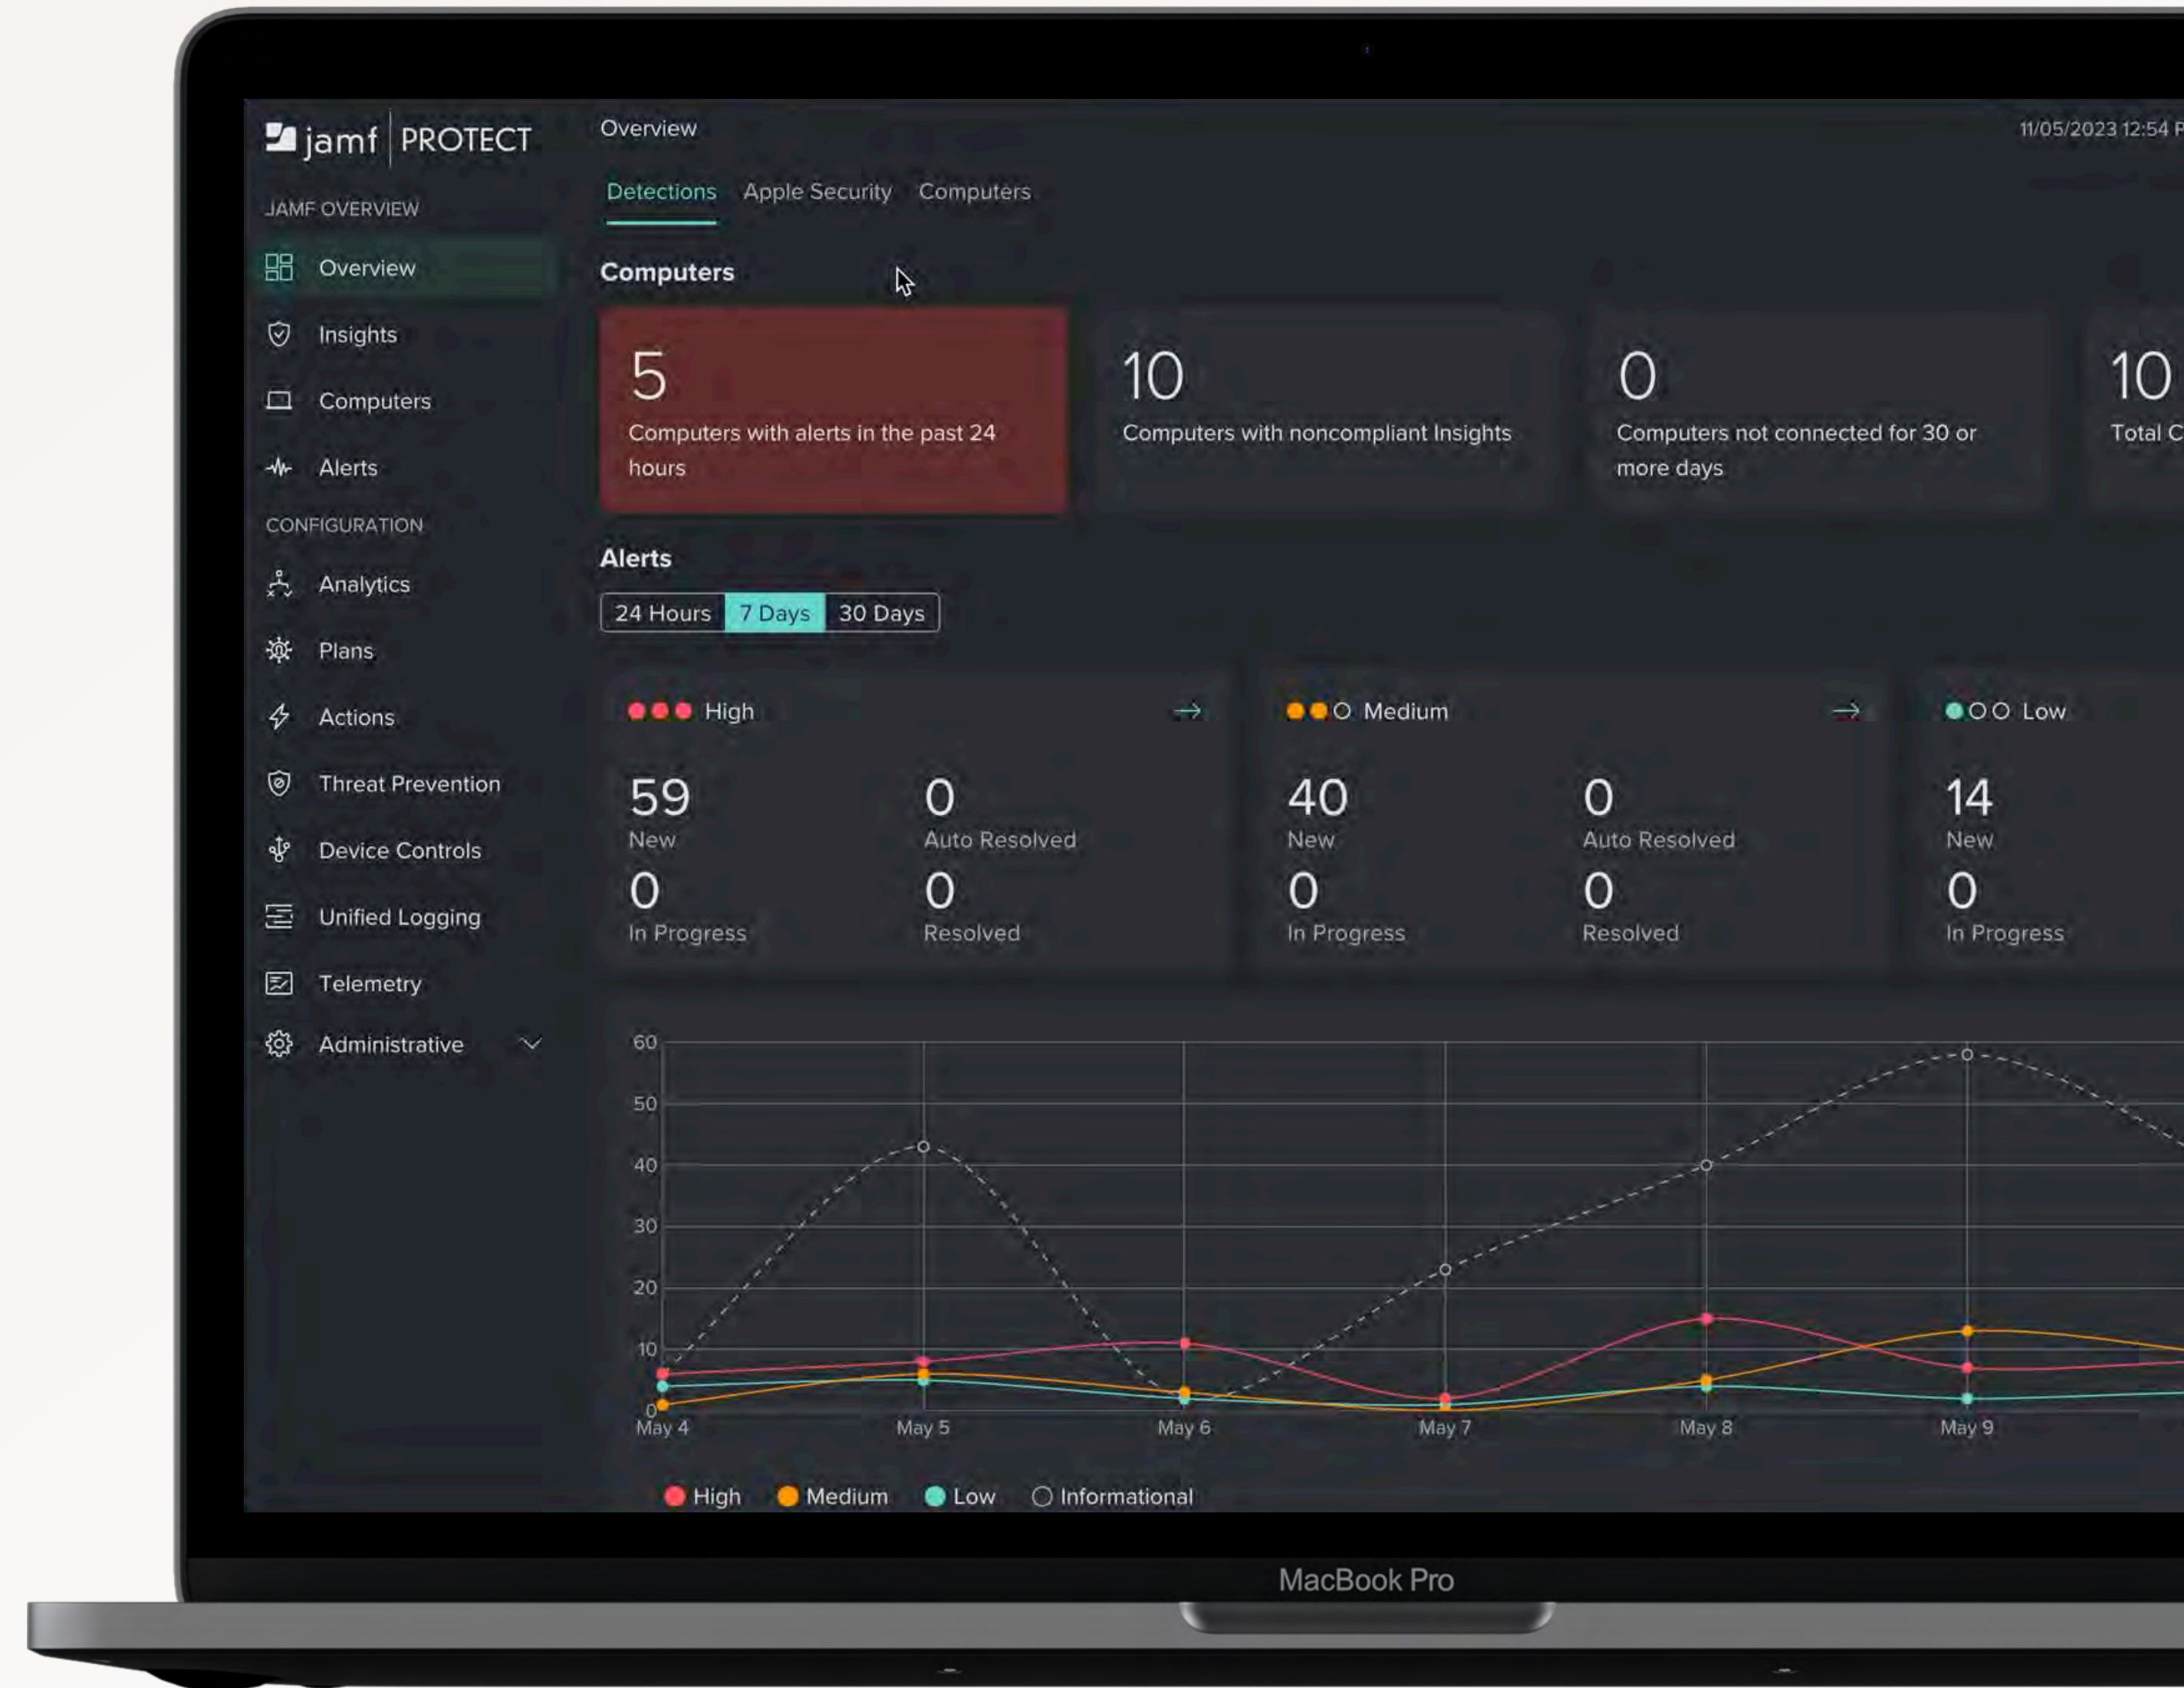 jamf | PROTECT
JAMF OVERVIEW
Overview
Insights
Computers
Alerts
CONFIGURATION
Analytics
Plans
Actions
Threat Prevention
Device Controls
Unified Logging
Telemetry
Administrative
Overview
11/05/2023 12:54 P
Detections Apple Security Computers
Computers
5
Computers with alerts in the past 24
hours
10
Computers with noncompliant Insights
0
Computers not connected for 30 or
more days
10
Total C
Alerts
24 Hours 7 Days 30 Days
High
59 0
New Auto Resolved
0 0
In Progress Resolved
Medium
40 0
New Auto Resolved
0 0
In Progress Resolved
Low
14
New
0
In Progress
60
50
40
30
20
10
0
May 4 May 5 May 6 May 7 May 8 May 9
High Medium Low Informational
MacBook Pro